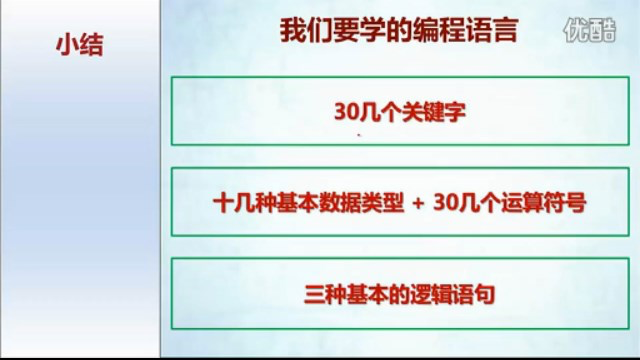 小结
我们要学的编程语言
优酷
30几个关键字
十几种基本数据类型 + 30几个运算符号
三种基本的逻辑语句